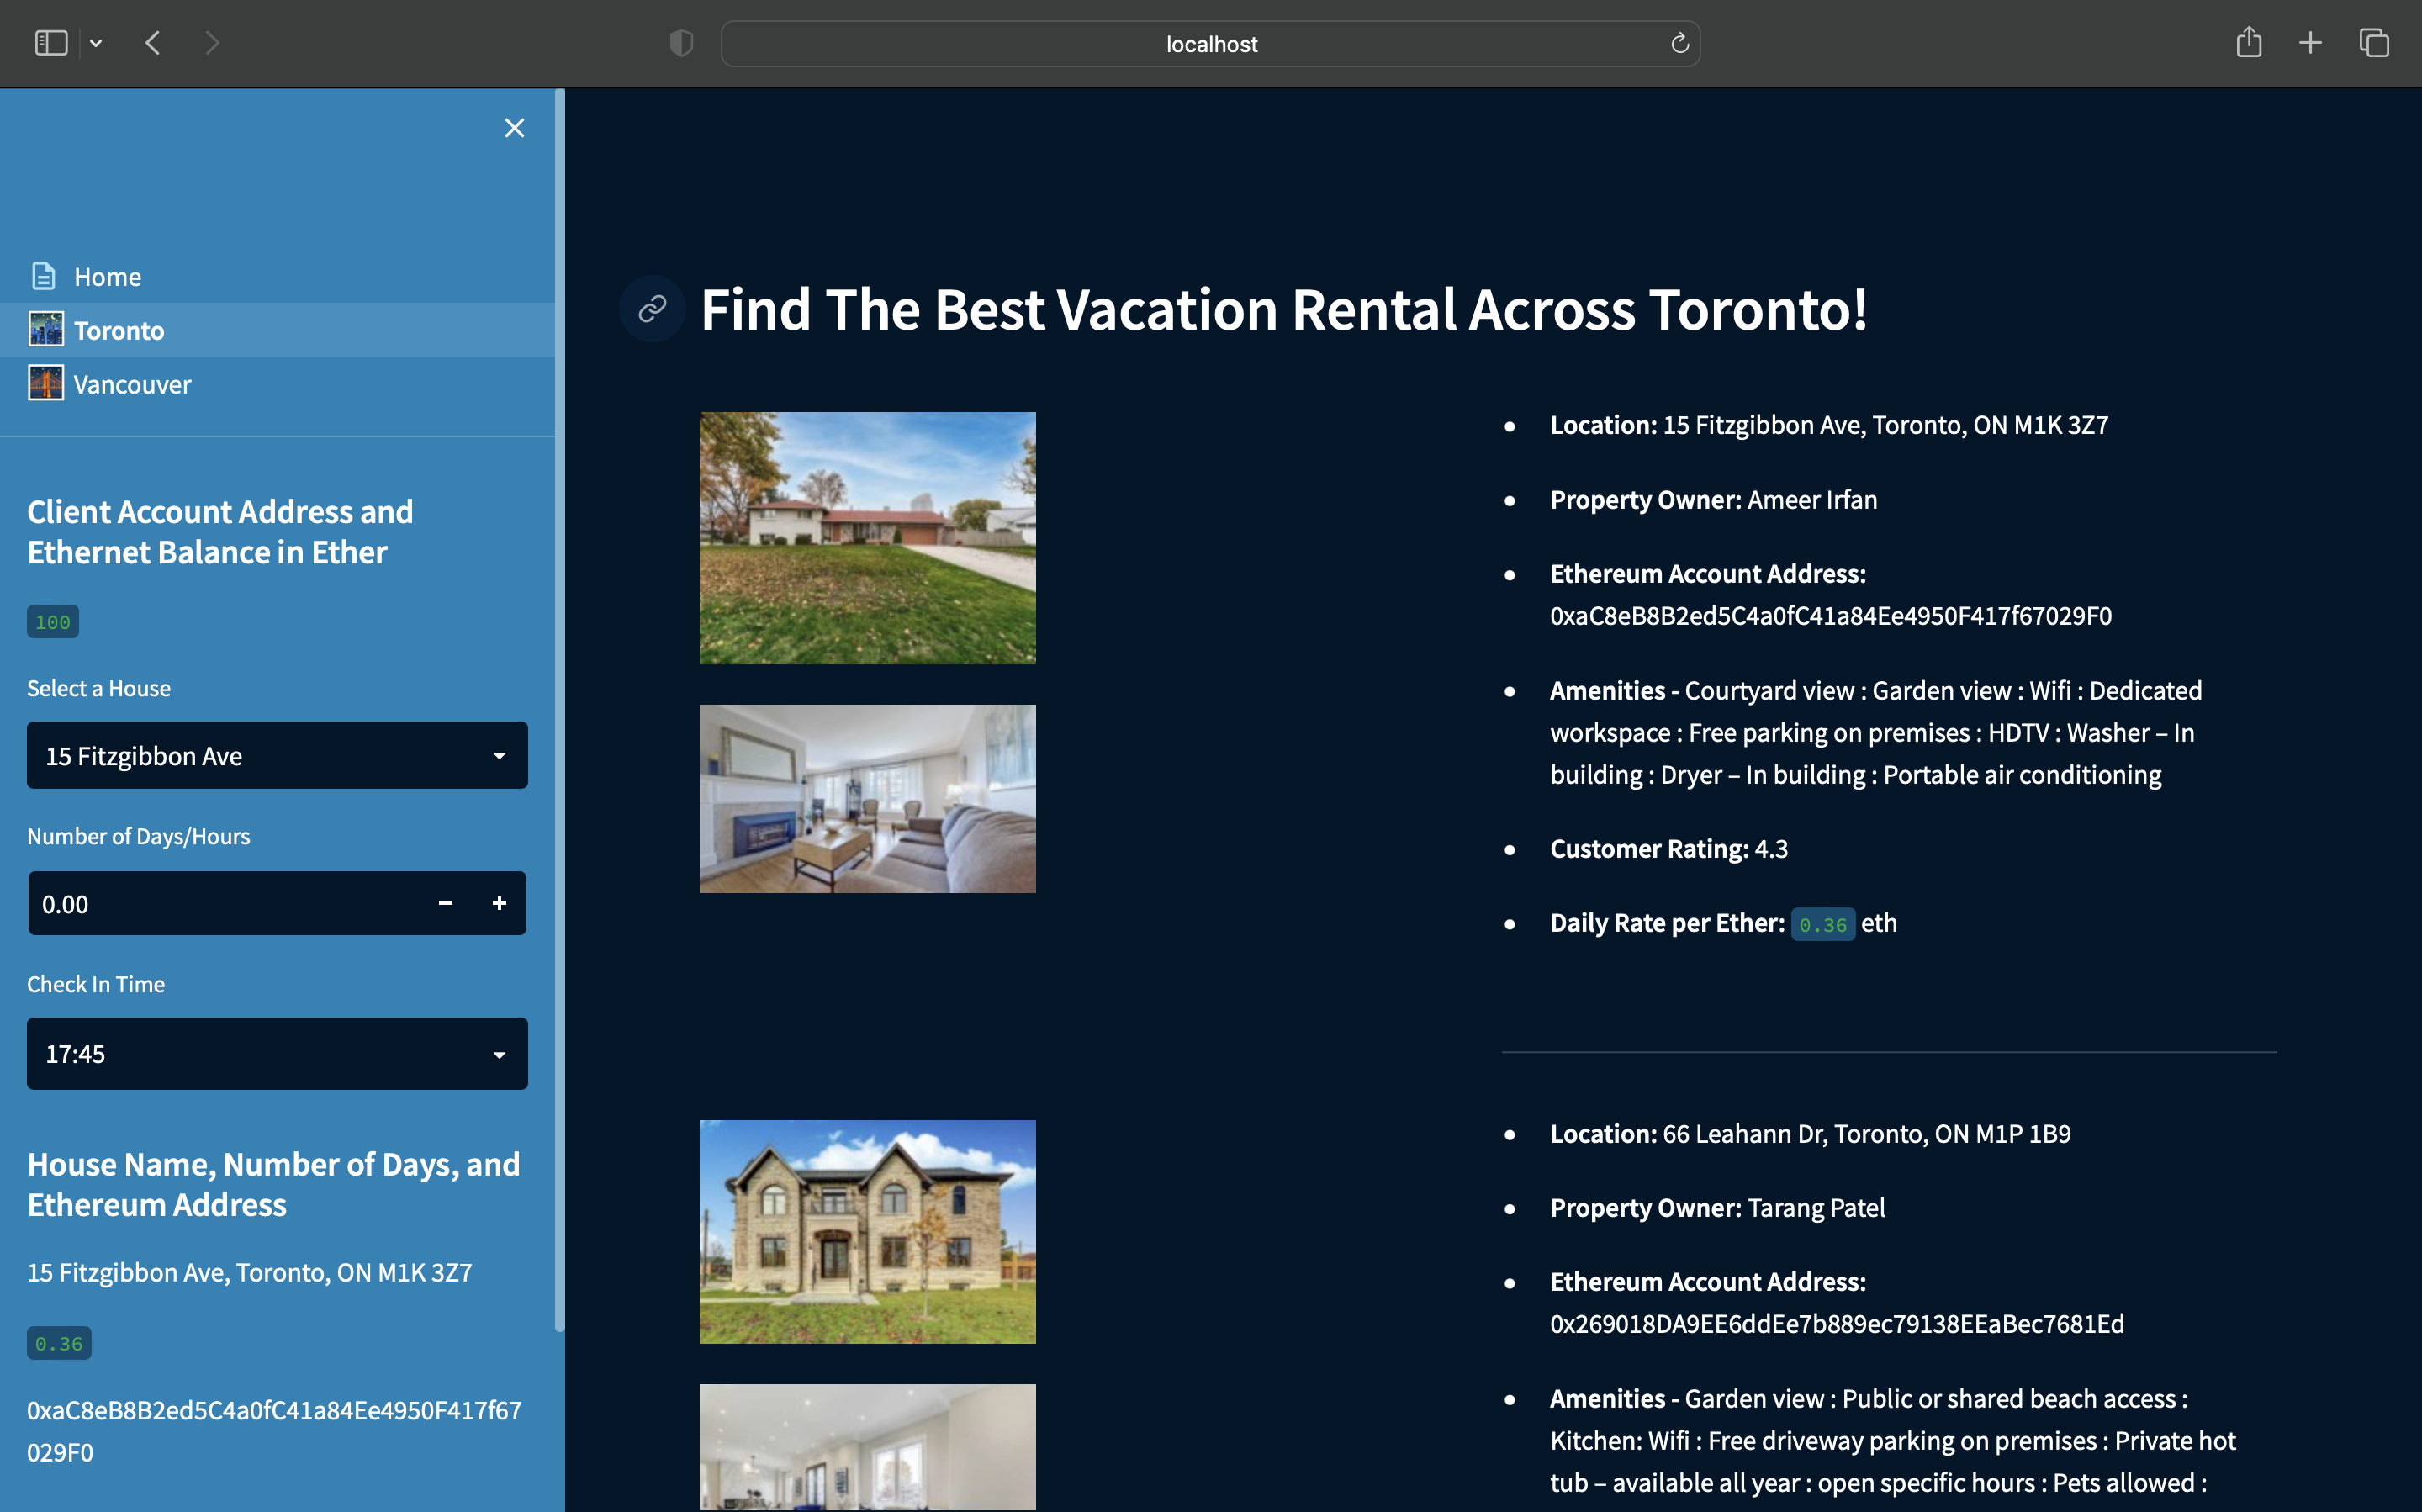 localhost
Home
Toronto
Vancouver
Client Account Address and
Ethernet Balance in Ether
100
Select a House
15 Fitzgibbon Ave
Number of Days/Hours
0.00
Check In Time
17:45
House Name, Number of Days, and
Ethereum Address
15 Fitzgibbon Ave, Toronto, ON M1K 3Z7
0.36
0xaC8eB8B2ed5C4a0fC41a84Ee4950F417f67
029F0
Find The Best Vacation Rental Across Toronto!
Location: 15 Fitzgibbon Ave, Toronto, ON M1K 3Z7
Property Owner: Ameer Irfan
Ethereum Account Address:
0xaC8eB8B2ed5C4a0fC41a84Ee4950F417f67029F0
Amenities - Courtyard view : Garden view : Wifi : Dedicated
workspace : Free parking on premises : HDTV : Washer – In
building : Dryer – In building : Portable air conditioning
Customer Rating: 4.3
Daily Rate per Ether: 0.36 eth
Location: 66 Leahann Dr, Toronto, ON M1P 1B9
Property Owner: Tarang Patel
Ethereum Account Address:
0x269018DA9EE6ddEe7b889ec79138EEaBec7681Ed
Amenities - Garden view : Public or shared beach access :
Kitchen: Wifi : Free driveway parking on premises : Private hot
tub – available all year : open specific hours : Pets allowed :